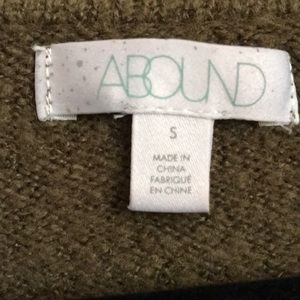 ABOUND
S
MADE IN
CHINA
FABRIQUÉ
EN CHINE